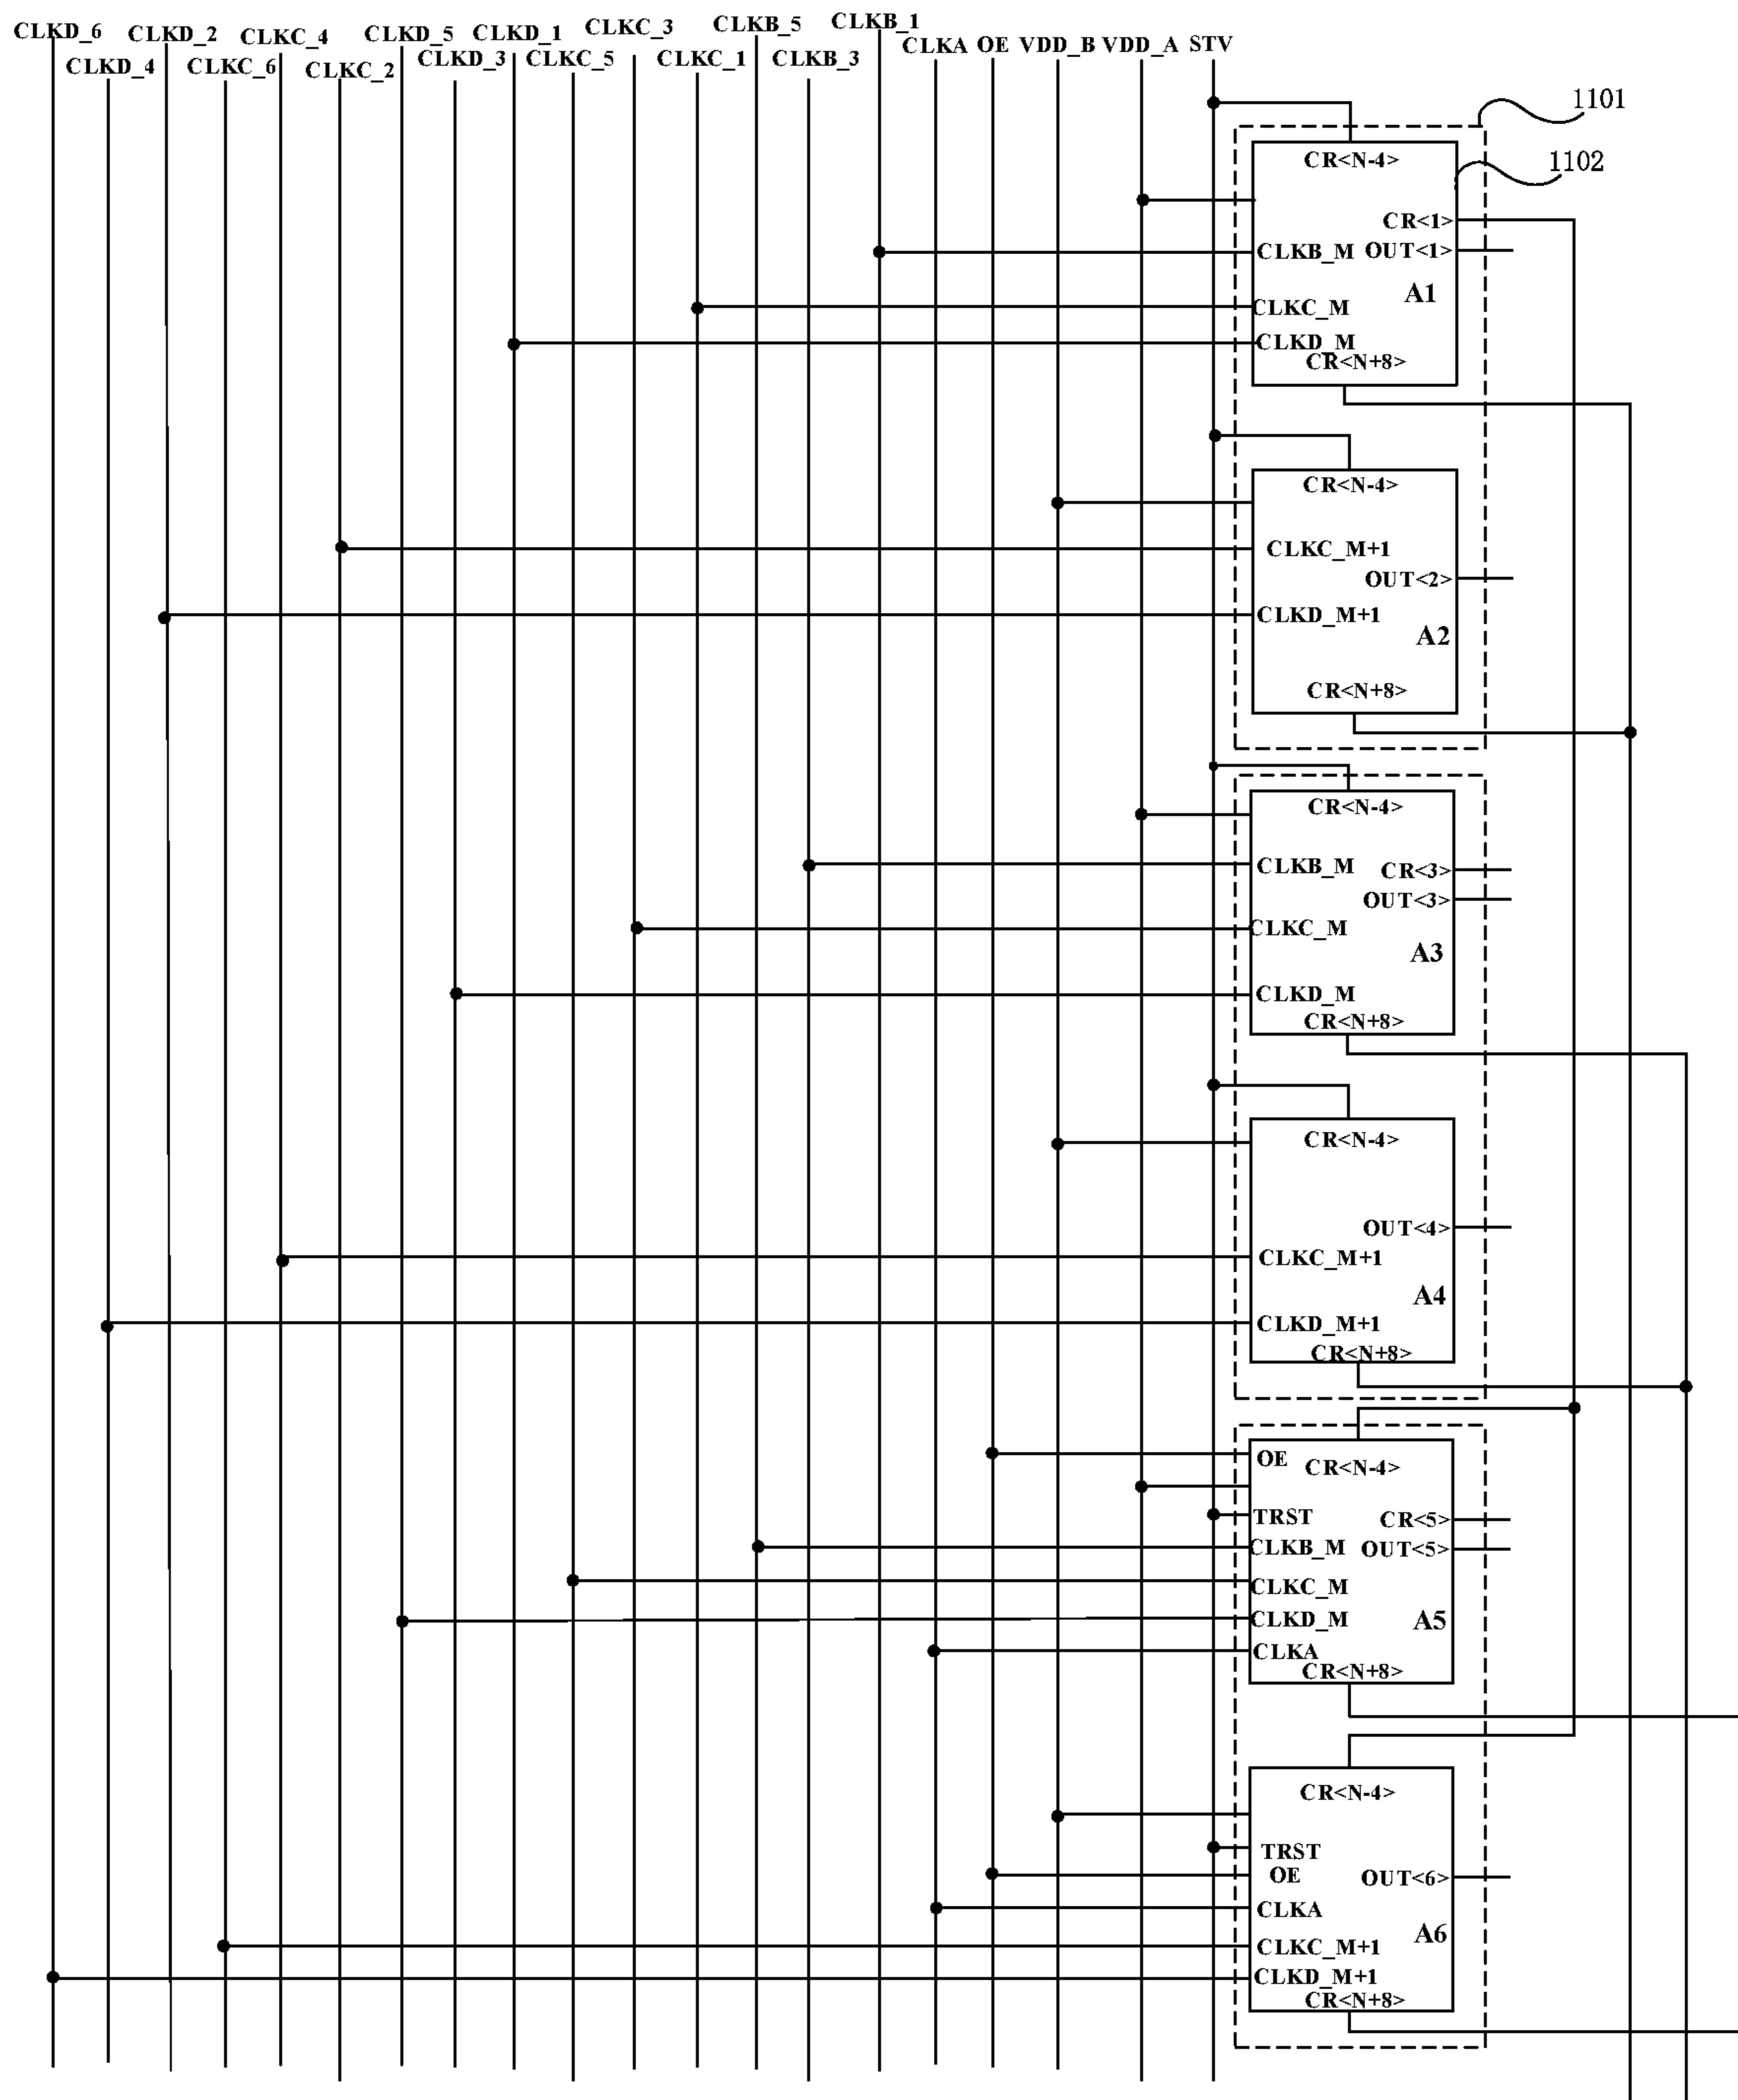 CLKD_6 CLKD_2 CLKC_4 CLKD_5 CLKD_1 CLKC_3 CLKB_5 CLKB_1
CLKD_4 CLKC_6 CLKC_2 CLKD_3 CLKC_5 CLKC_1 CLKB_3 CLKA OE VDD_B VDD_A STV
1101
1102
CR<N-4>
CR<1>
CLKB_M OUT<1>
A1
CLKC_M
CLKD_M
CR<N+8>
CR<N-4>
CLKC_M+1
OUT<2>
CLKD_M+1
A2
CR<N+8>
CR<N-4>
CLKB_M CR<3>
OUT<3>
CLKC_M
A3
CLKD_M
CR<N+8>
CR<N-4>
OUT<4>
CLKC_M+1
A4
CLKD_M+1
CR<N+8>
OE CR<N-4>
TRST CR<5>
CLKB_M OUT<5>
CLKC_M
CLKD_M A5
CLKA
CR<N+8>
CR<N-4>
TRST
OE OUT<6>
CLKA
A6
CLKC_M+1
CLKD_M+1
CR<N+8>